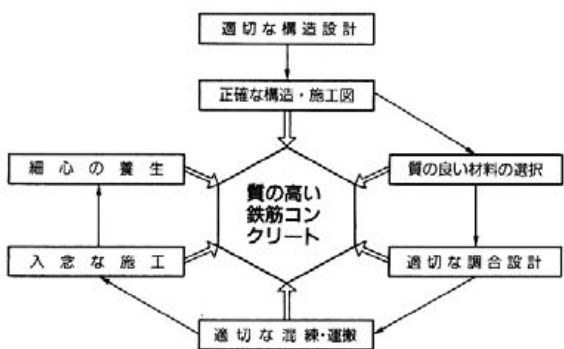 適切な構造設計
正確な構造・施工図
細心の養生
質の良い材料の選択
質の高い
鉄筋コン
クリート
入念な施工
適切な調合設計
適切な混練・運搬